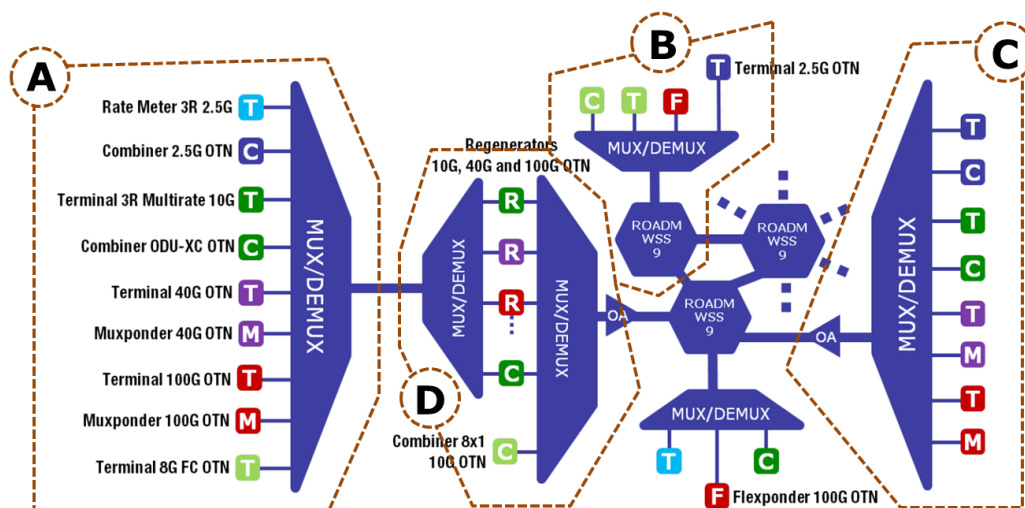 A
B
C
Rate Meter 3R 2.5G
T
Combiner 2.5G OTN
C
Terminal 3R Multirate 10G
T
Combiner ODU-XC OTN
C
Terminal 40G OTN
T
Muxponder 40G OTN
M
Terminal 100G OTN
T
Muxponder 100G OTN
M
Terminal 8G FC OTN
T
MUX/DEMUX
Regenerators
10G, 40G and 100G OTN
MUX/DEMUX
R
R
R
C
MUX/DEMUX
D
Combiner 8x1
10G OTN
C
OA
C
T
F
T
Terminal 2.5G OTN
MUX/DEMUX
ROADM
WSS
9
ROADM
WSS
9
ROADM
WSS
9
MUX/DEMUX
T
F
C
Flexponder 100G OTN
OA
MUX/DEMUX
T
C
T
C
T
M
T
M